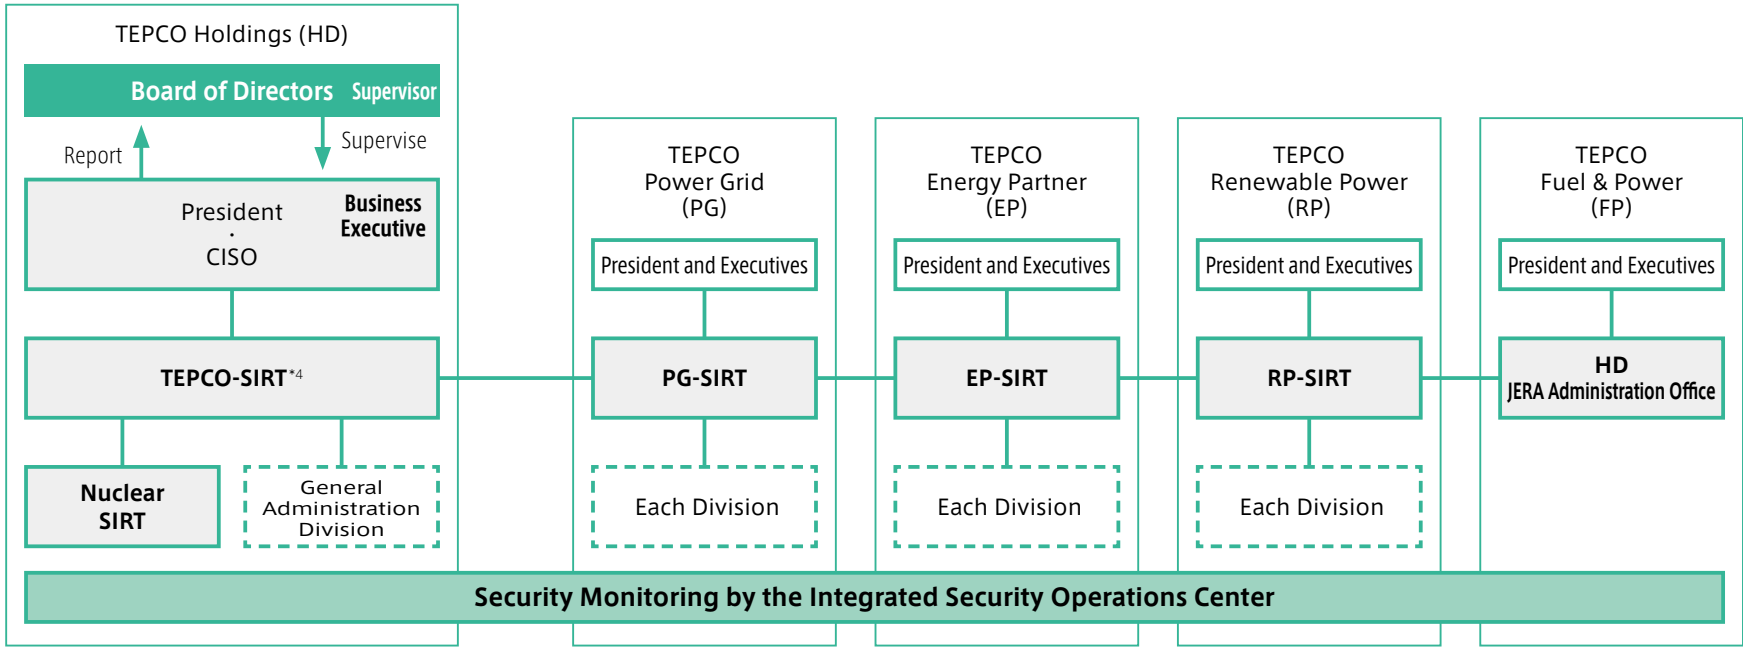 TEPCO Holdings (HD)
Board of Directors Supervisor
Report
Supervise
President
・
CISO
Business
Executive
TEPCO-SIRT*4
Nuclear
SIRT
General
Administration
Division
TEPCO
Power Grid
(PG)
President and Executives
PG-SIRT
Each Division
TEPCO
Energy Partner
(EP)
President and Executives
EP-SIRT
Each Division
TEPCO
Renewable Power
(RP)
President and Executives
RP-SIRT
Each Division
TEPCO
Fuel & Power
(FP)
President and Executives
HD
JERA Administration Office
Security Monitoring by the Integrated Security Operations Center